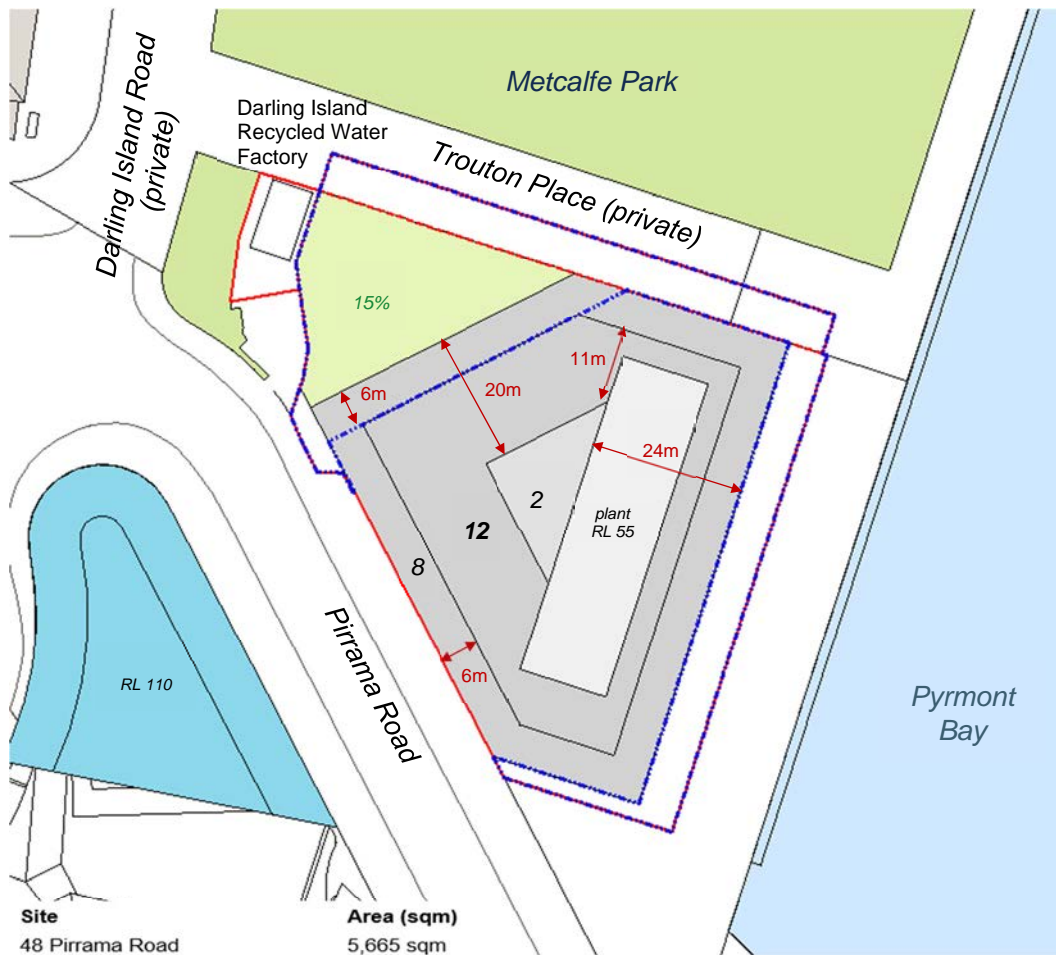 Metcalfe Park
Darling Island Road
(private)
Darling Island
Recycled Water
Factory
Trouton Place (private)
15%
6m
20m
11m
24m
2
plant
RL 55
12
8
6m
Pirrama Road
RL 110
Pyrmont
Bay
Site
Area (sqm)
48 Pirrama Road
5,665 sqm